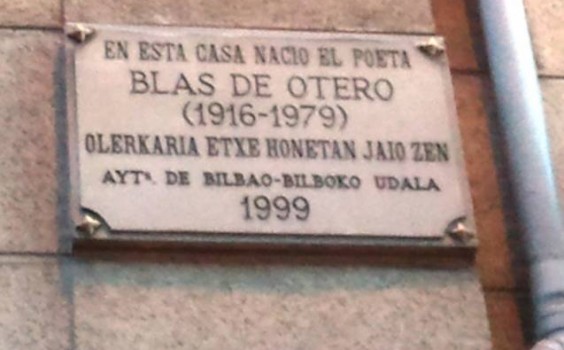 EN ESTA CASA NACIO EL POETA
BLAS DE OTERO
(1916-1979)
OLERKARIA ETXE HONETAN JAIO ZEN
AYTº. DE BILBAO-BILBOKO UDALA
1999